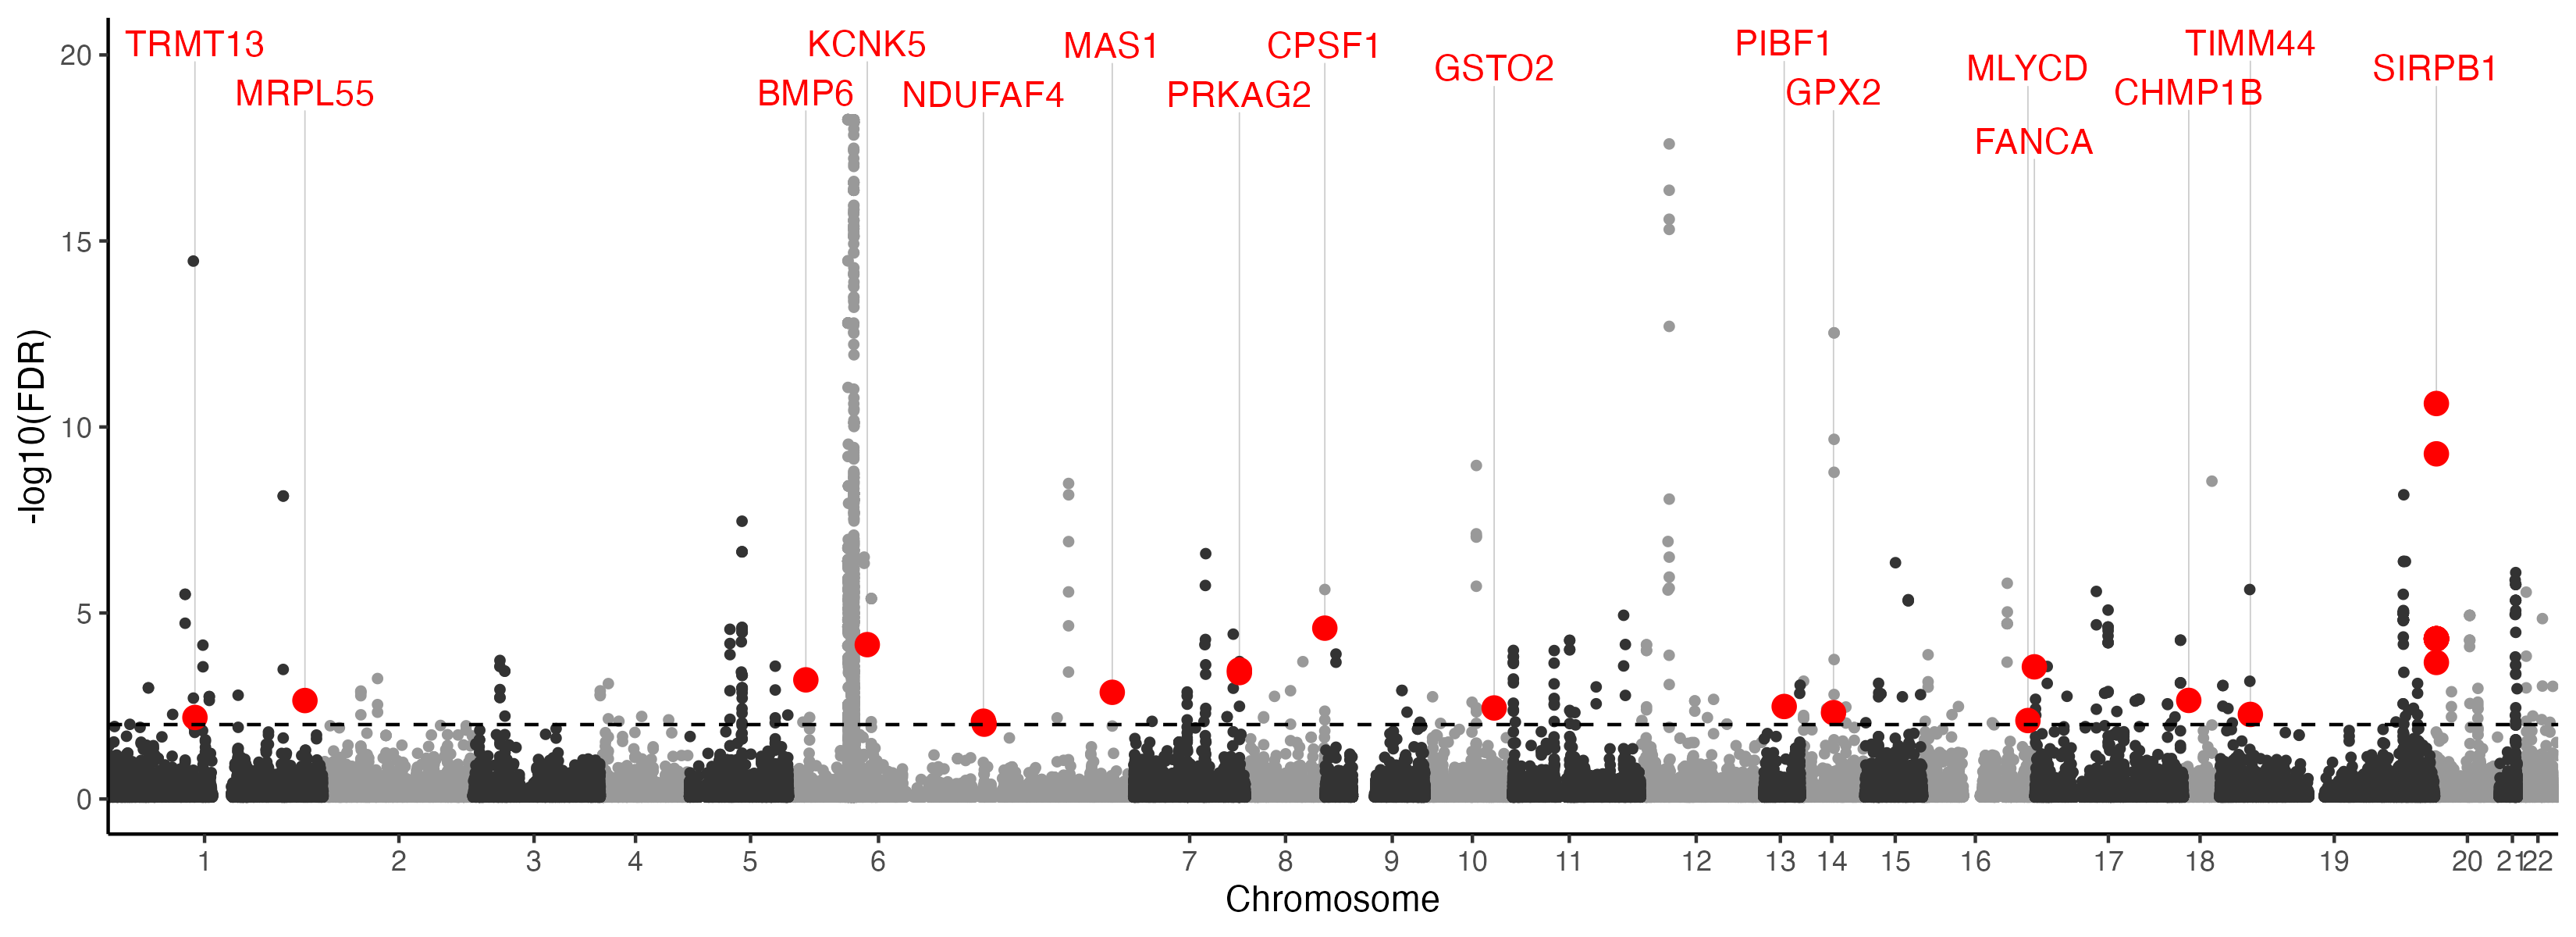 TRMT13
KCNK5
MAS1
CPSF1
PIBF1
TIMM44
GSTO2
MLYCD
SIRPB1
MRPL55
BMP6
NDUFAF4
PRKAG2
GPX2
CHMP1B
FANCA
-log10(FDR)
20
15
10
5
0
1 2 3 4 5 6 7 8 9 10 11 12 13 14 15 16 17 18 19 20 21 22
Chromosome